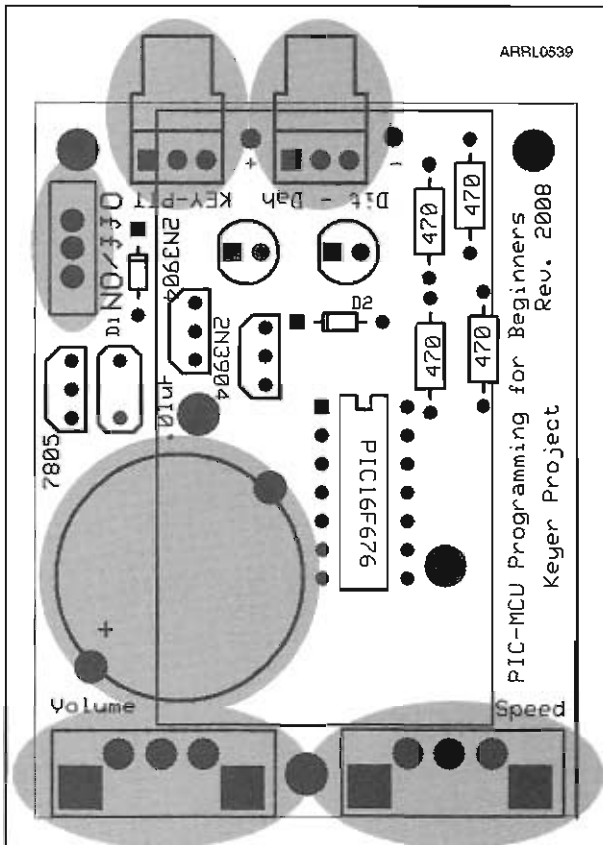 ARRL0539
KEY-PTT
Dit - Dah
+
-
ON/OFF
D1
2N3904
2N3904
.01uF
7805
D2
470
470
470
470
PIC16F676
PIC-MCU Programming for Beginners
Keyer Project
Rev. 2008
+
Volume
Speed